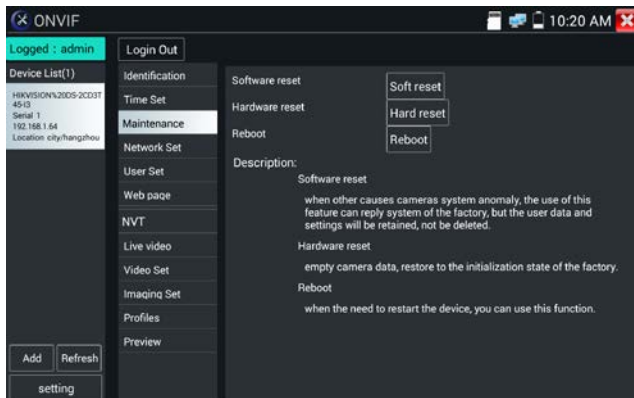 ONVIF
10:20 AM
Logged : admin
Login Out
Device List(1)
HIKVISION%20DS-2CD3T
45-I3
Serial 1
192.168.1.64
Location city/hangzhou
Add
Refresh
setting
Identification
Time Set
Maintenance
Network Set
User Set
Web page
NVT
Live video
Video Set
Imaging Set
Profiles
Preview
Software reset
Soft reset
Hardware reset
Hard reset
Reboot
Reboot
Description:
Software reset
when other causes cameras system anomaly, the use of this
feature can reply system of the factory, but the user data and
settings will be retained, not be deleted.
Hardware reset
empty camera data, restore to the initialization state of the factory.
Reboot
when the need to restart the device, you can use this function.